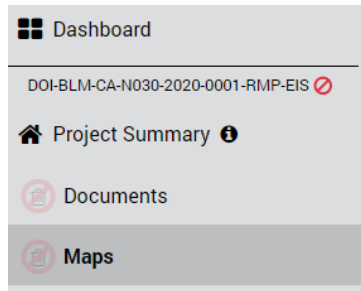 Dashboard
DOI-BLM-CA-N030-2020-0001-RMP-EIS
Project Summary
Documents
Maps